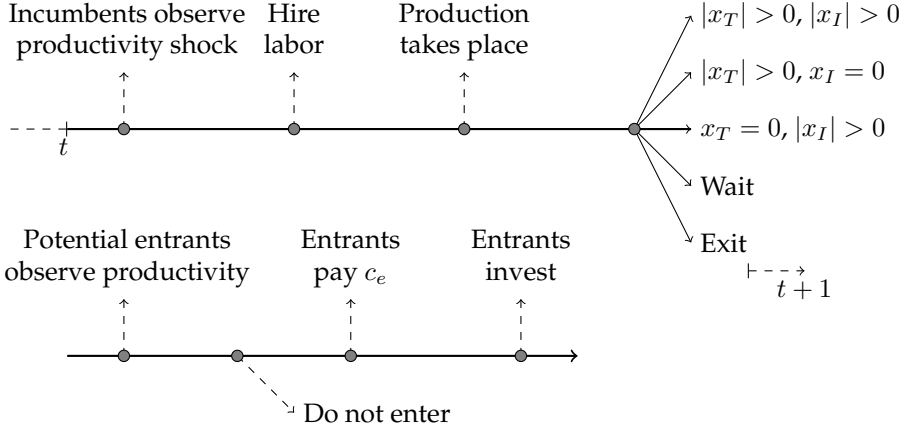 Incumbents observe
productivity shock
Hire
labor
Production
takes place
|x_T| > 0, |x_I| > 0
|x_T| > 0, x_I = 0
x_T = 0, |x_I| > 0
Wait
Exit
t
t + 1
Potential entrants
observe productivity
Entrants
pay c_e
Entrants
invest
Do not enter